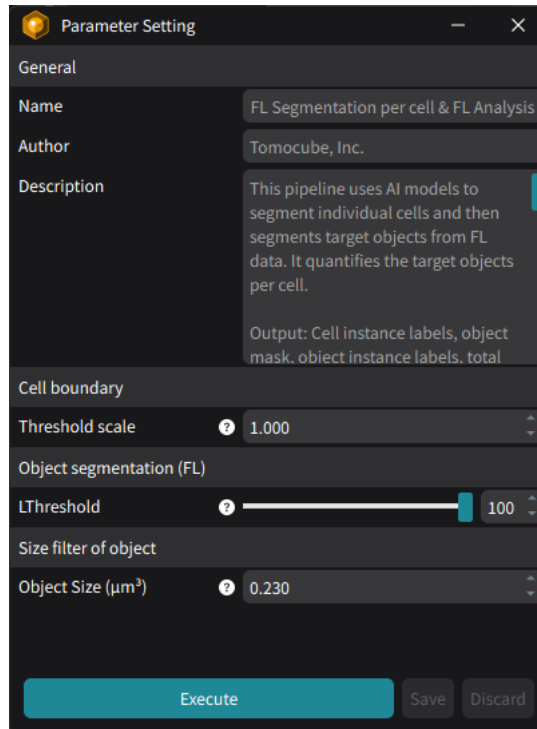 Parameter Setting
General
Name
FL Segmentation per cell & FL Analysis
Author
Tomocube, Inc.
Description
This pipeline uses AI models to
segment individual cells and then
segments target objects from FL
data. It quantifies the target objects
per cell.
Output: Cell instance labels, object
mask, object instance labels, total
Cell boundary
Threshold scale ? 1.000
Object segmentation (FL)
LThreshold ? 100
Size filter of object
Object Size (µm³) ? 0.230
Execute Save Discard